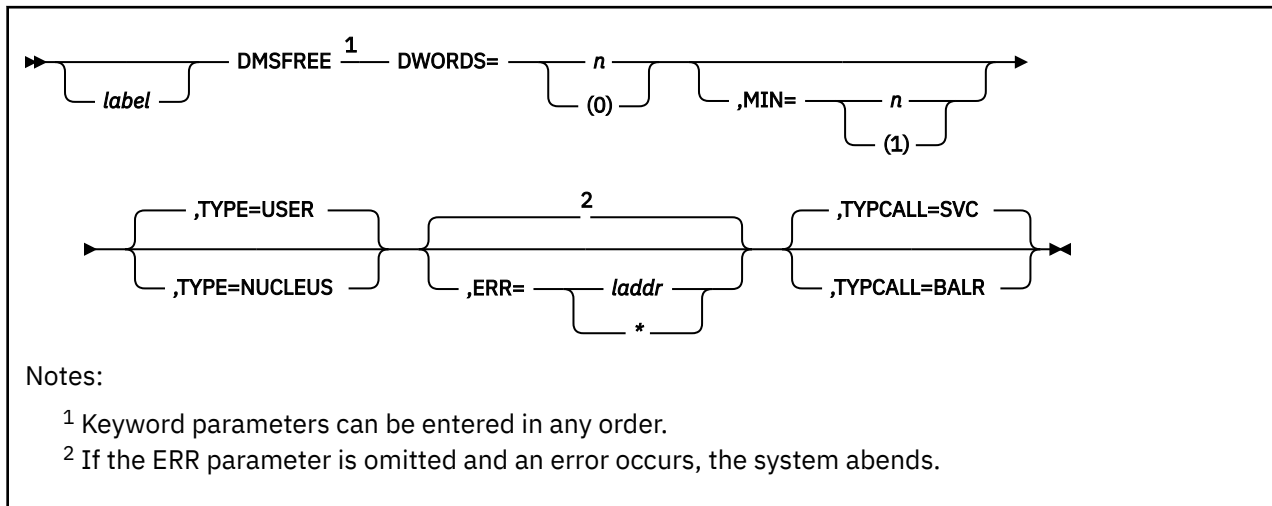 DMSFREE 1 DWORDS= n
label (0) ,MIN= n
(1)
,TYPE=USER 2 ,TYPCALL=SVC
,TYPE=NUCLEUS ,ERR= laddr ,TYPCALL=BALR
*
Notes:
1 Keyword parameters can be entered in any order.
2 If the ERR parameter is omitted and an error occurs, the system abends.